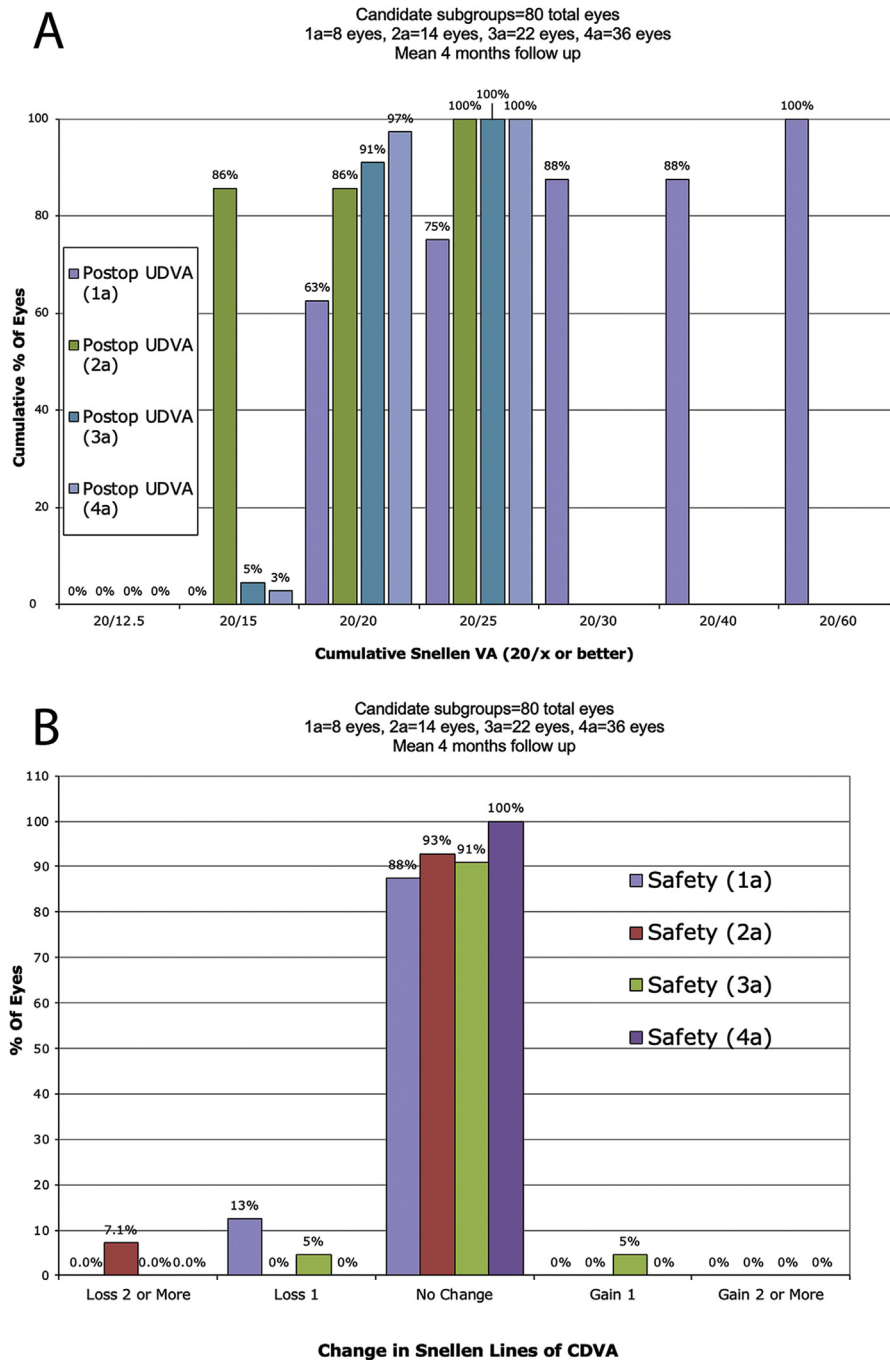 A
Candidate subgroups=80 total eyes
1a=8 eyes, 2a=14 eyes, 3a=22 eyes, 4a=36 eyes
Mean 4 months follow up
Cumulative % Of Eyes
100
80
60
40
20
0
Postop UDVA
(1a)
Postop UDVA
(2a)
Postop UDVA
(3a)
Postop UDVA
(4a)
0% 0% 0% 0%
0% 86% 5% 3%
63% 86% 91% 97%
75% 100% 100% 100%
88%
88%
100%
20/12.5 20/15 20/20 20/25 20/30 20/40 20/60
Cumulative Snellen VA (20/x or better)
B
Candidate subgroups=80 total eyes
1a=8 eyes, 2a=14 eyes, 3a=22 eyes, 4a=36 eyes
Mean 4 months follow up
% Of Eyes
110
100
90
80
70
60
50
40
30
20
10
0
0.0% 7.1% 0.0% 0.0%
13% 0% 5% 0%
88% 93% 91% 100%
0% 0% 5% 0%
0% 0% 0% 0%
Safety (1a)
Safety (2a)
Safety (3a)
Safety (4a)
Loss 2 or More Loss 1 No Change Gain 1 Gain 2 or More
Change in Snellen Lines of CDVA